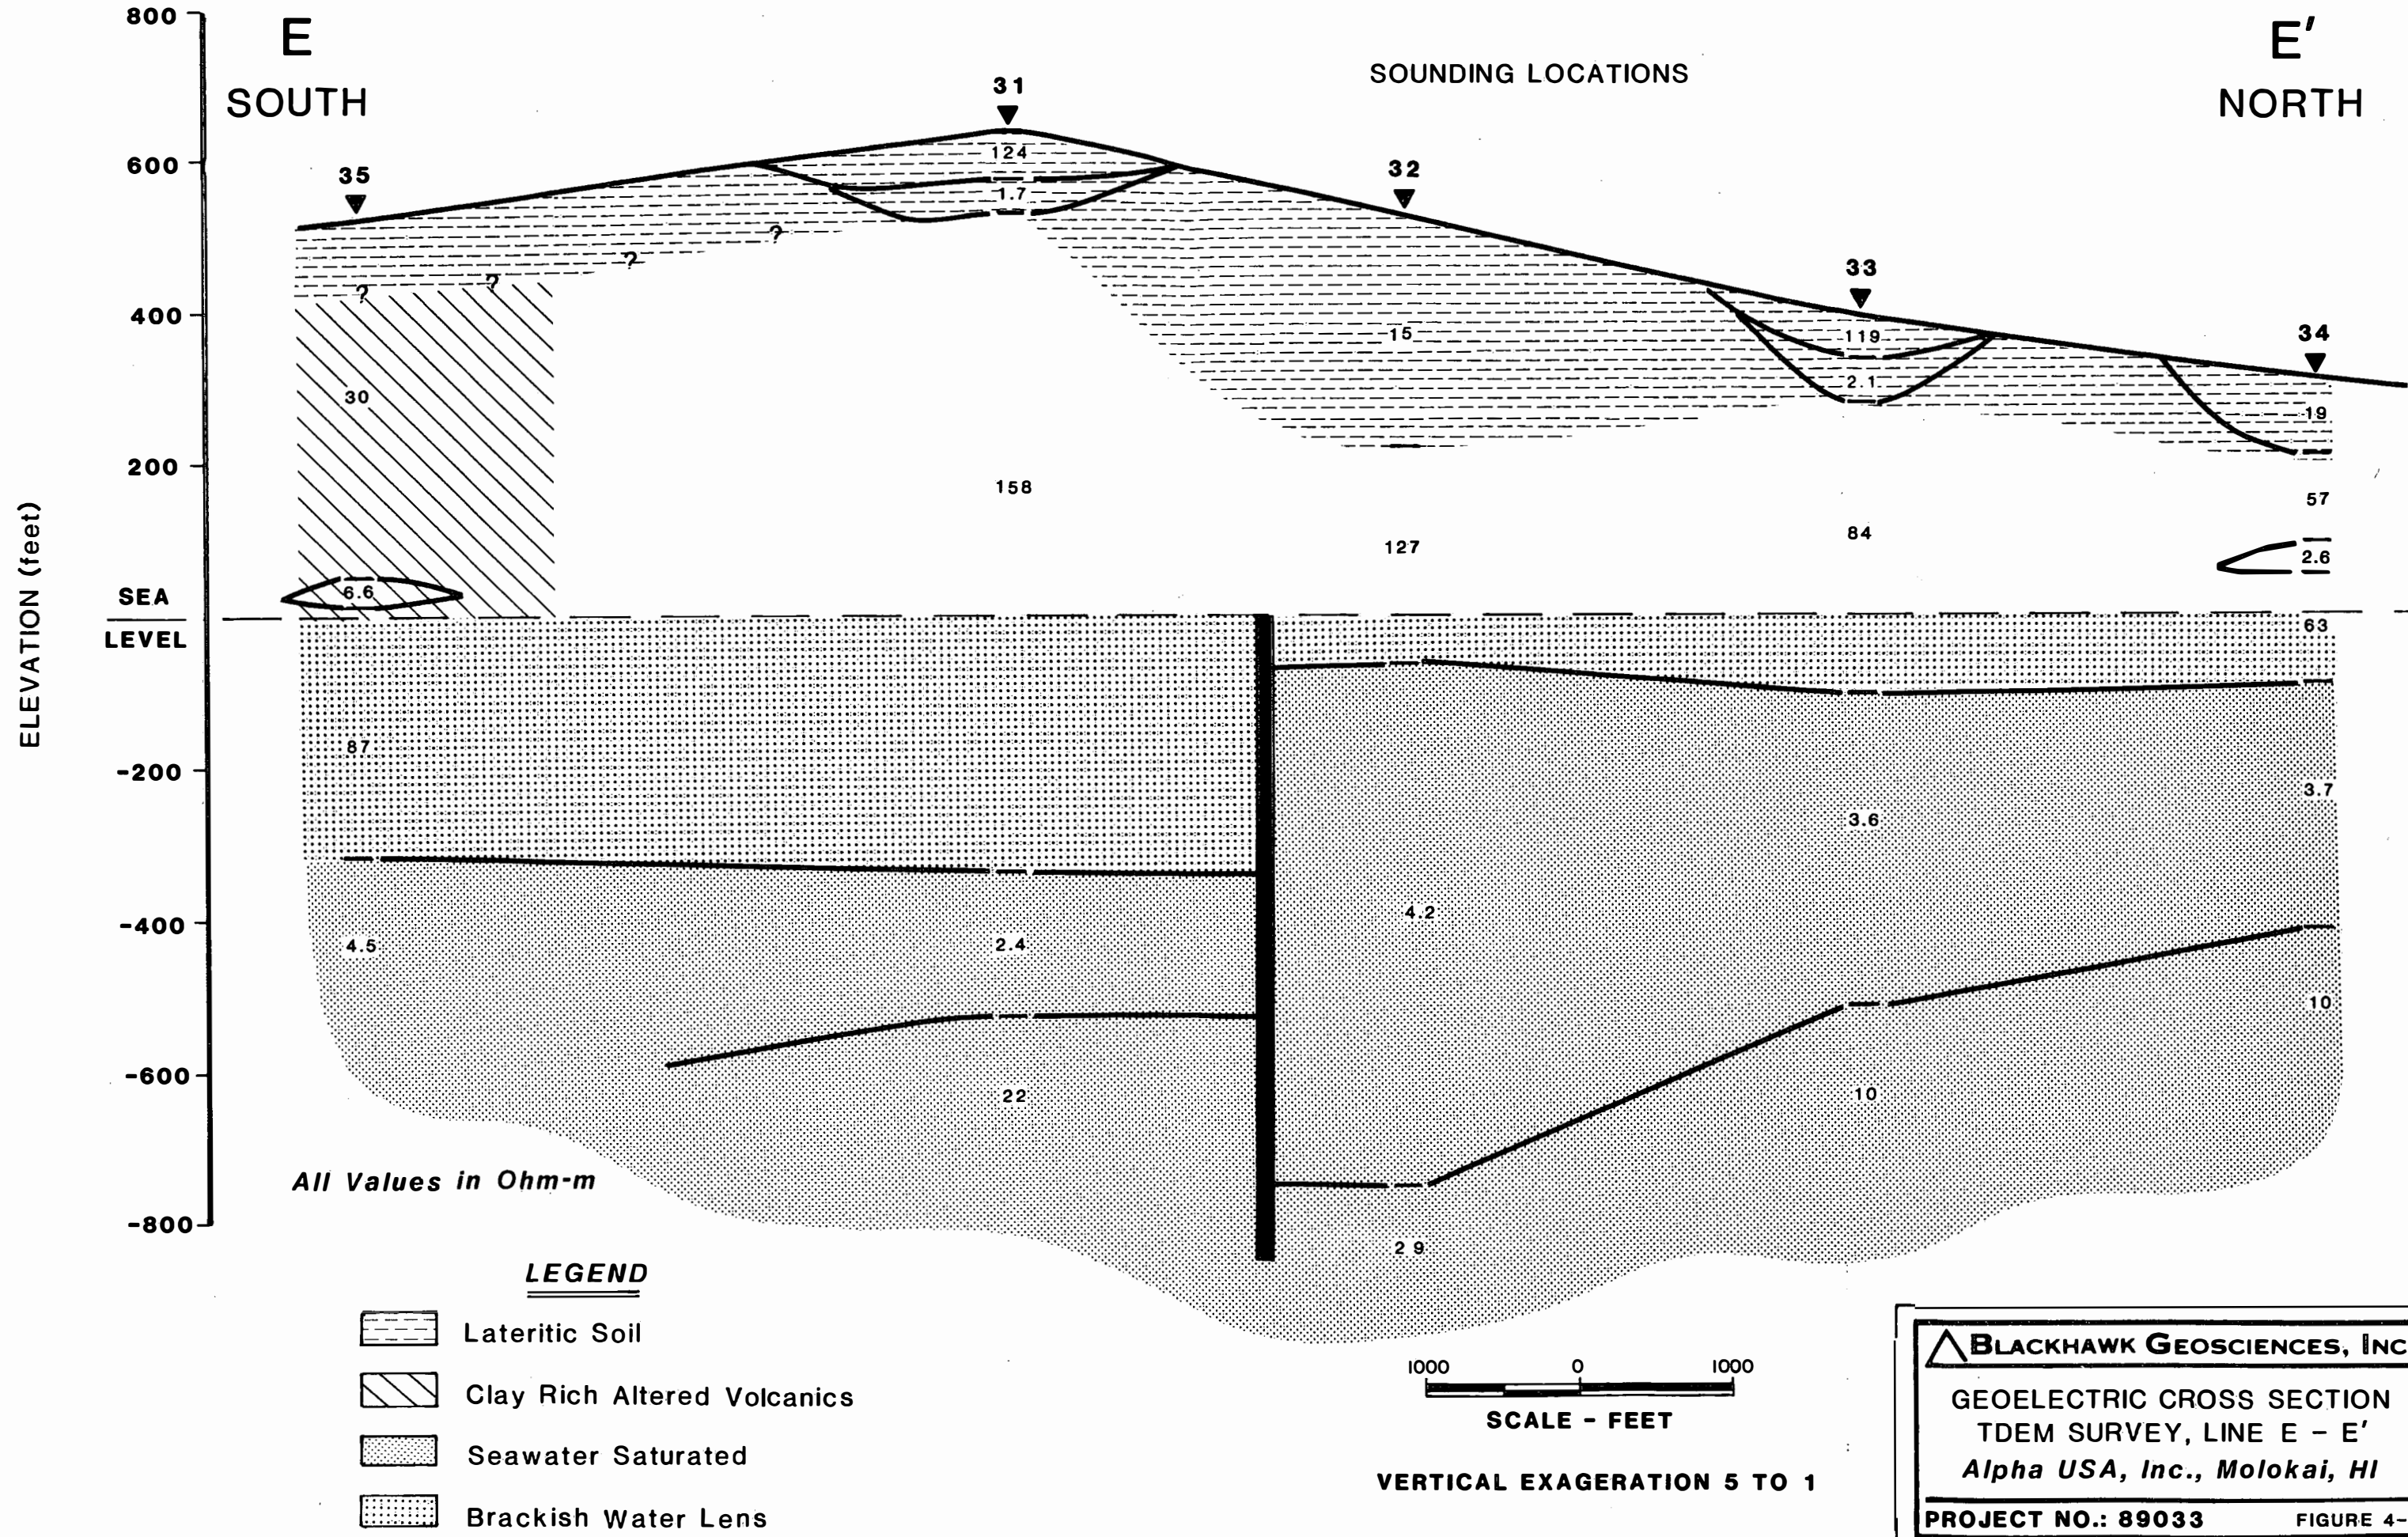 800
E
SOUTH
31
SOUNDING LOCATIONS
E′
NORTH
600
35
124
1.7
32
?
?
?
?
400
33
119
34
30
15
2.1
19
200
158
57
127
84
2.6
ELEVATION (feet)
6.6
SEA
LEVEL
63
87
-200
3.7
3.6
-400
4.5
2.4
4.2
10
-600
22
10
All Values in Ohm-m
-800
29
LEGEND
Lateritic Soil
Clay Rich Altered Volcanics
Seawater Saturated
Brackish Water Lens
1000 0 1000
SCALE - FEET
VERTICAL EXAGERATION 5 TO 1
BLACKHAWK GEOSCIENCES, INC
GEOELECTRIC CROSS SECTION
TDEM SURVEY, LINE E - E′
Alpha USA, Inc., Molokai, HI
PROJECT NO.: 89033 FIGURE 4-